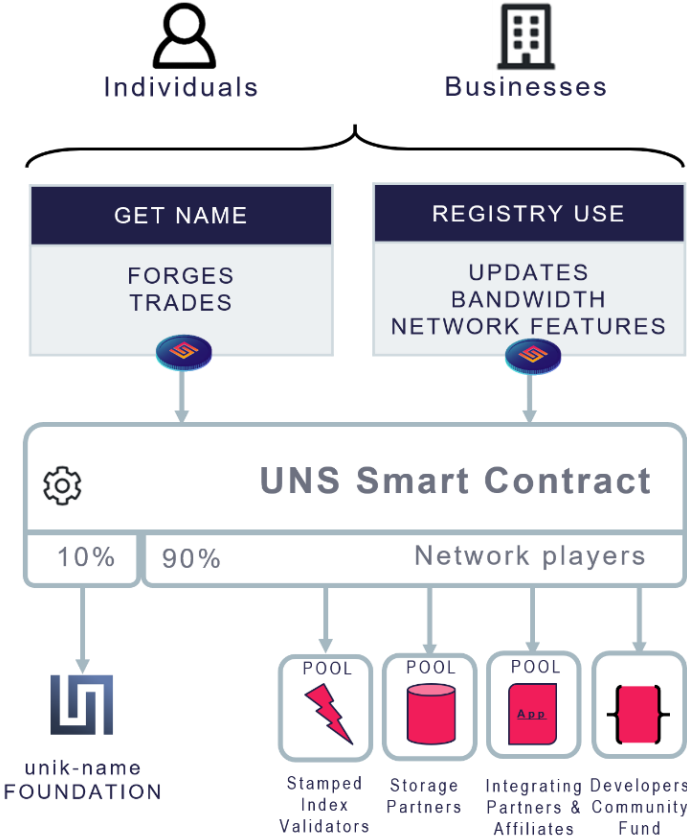 Individuals
Businesses
GET NAME
FORGES
TRADES
REGISTRY USE
UPDATES
BANDWIDTH
NETWORK FEATURES
UNS Smart Contract
10%
90%
Network players
POOL
POOL
POOL
App
unik-name
FOUNDATION
Stamped
Index
Validators
Storage
Partners
Integrating
Partners &
Affiliates
Developers
Community
Fund